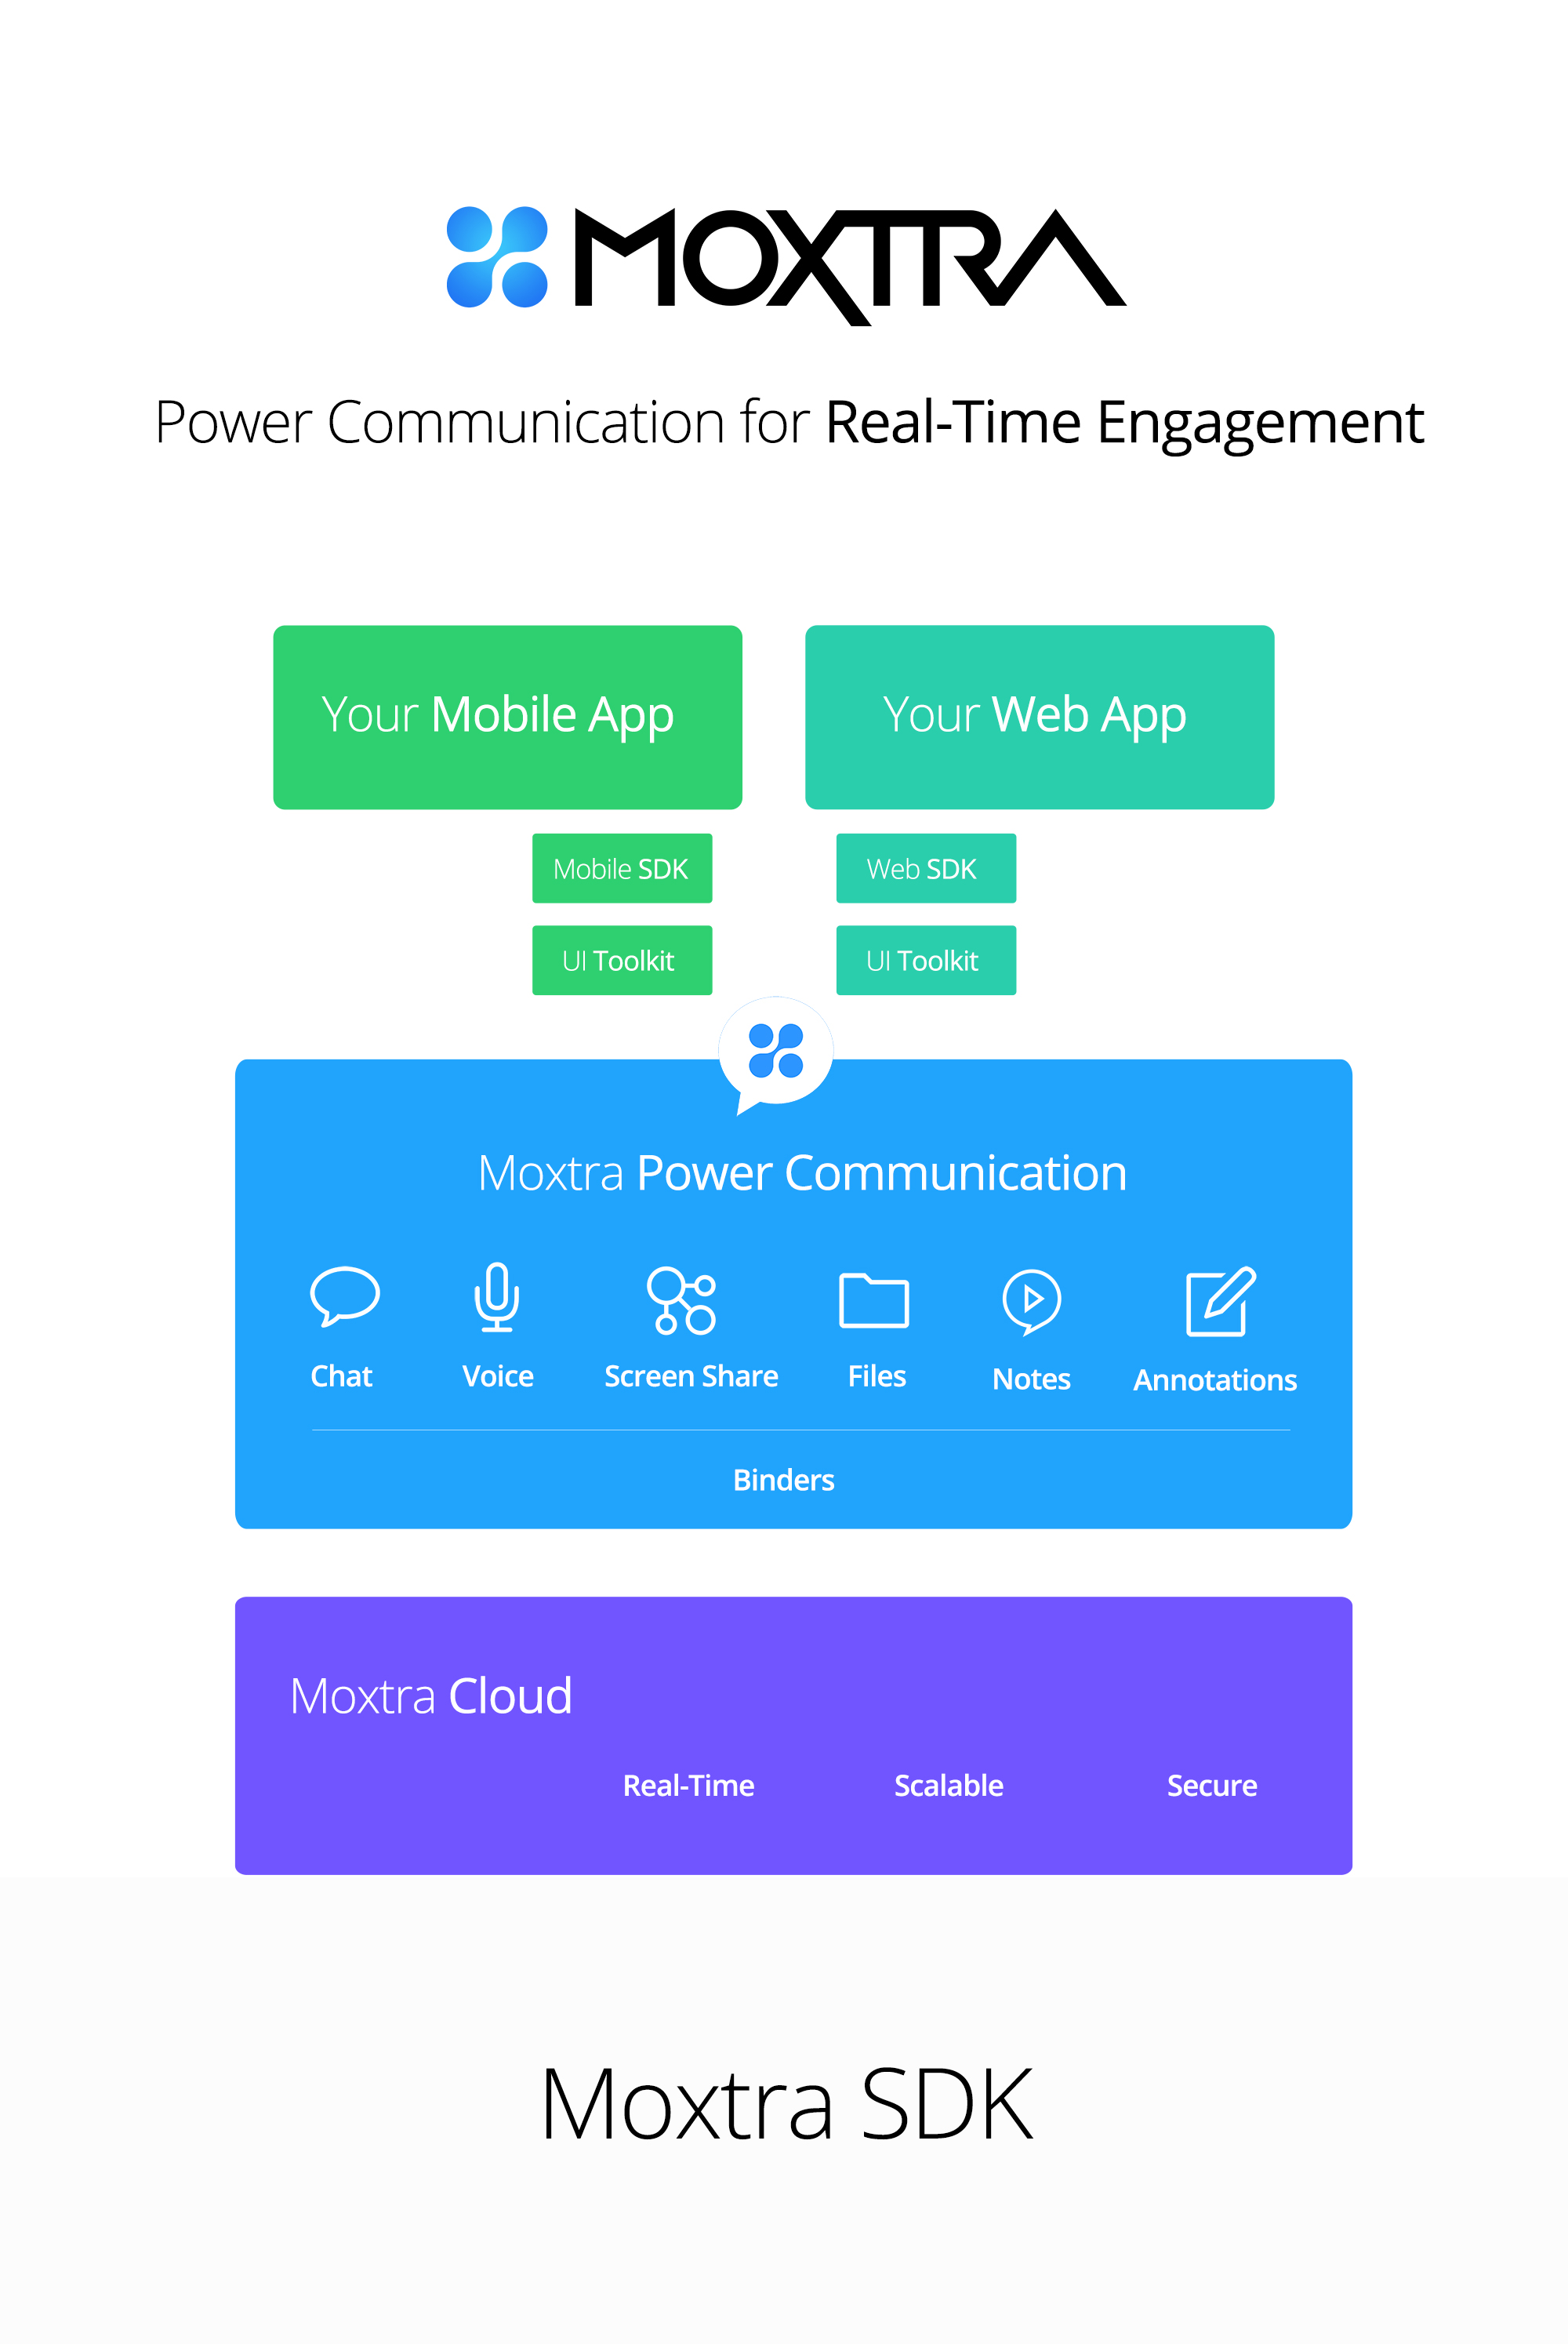 MOXTRA
Power Communication for Real-Time Engagement
Your Mobile App
Your Web App
Mobile SDK
Web SDK
UI Toolkit
UI Toolkit
Moxtra Power Communication
Chat
Voice
Screen Share
Files
Notes
Annotations
Binders
Moxtra Cloud
Real-Time
Scalable
Secure
Moxtra SDK